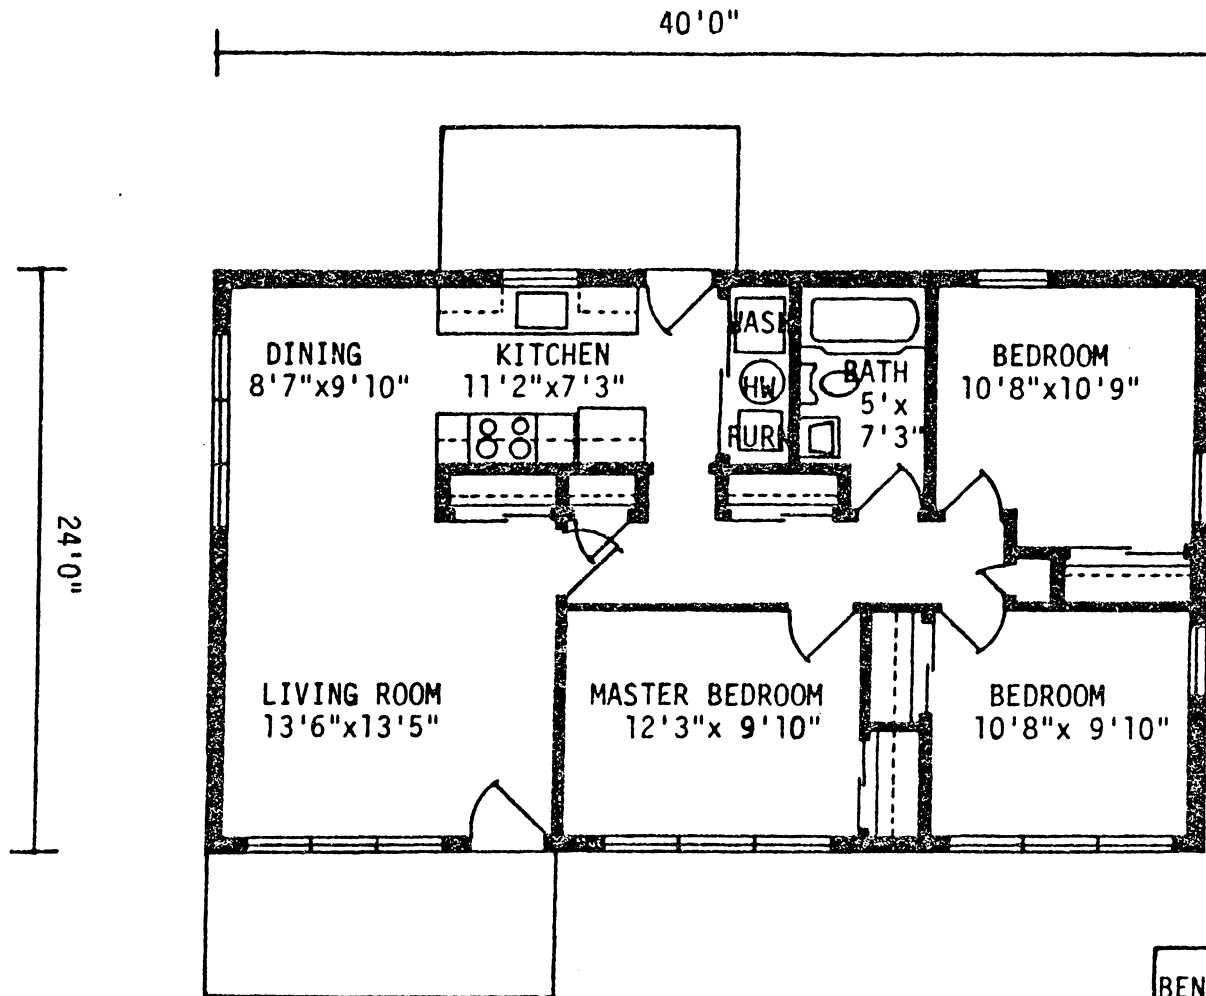 40'0"
DINING
8'7"x9'10"
KITCHEN
11'2"x7'3"
WASH
HW
FURN
BATH
5'x
7'3"
BEDROOM
10'8"x10'9"
24'0"
LIVING ROOM
13'6"x13'5"
MASTER BEDROOM
12'3"x 9'10"
BEDROOM
10'8"x 9'10"
BEN